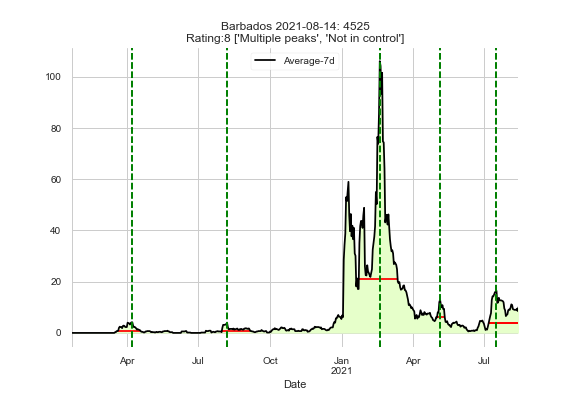 Barbados 2021-08-14: 4525
Rating:8 ['Multiple peaks', 'Not in control']
Average-7d
100
80
60
40
20
0
Apr Jul Oct Jan Apr Jul
2021
Date